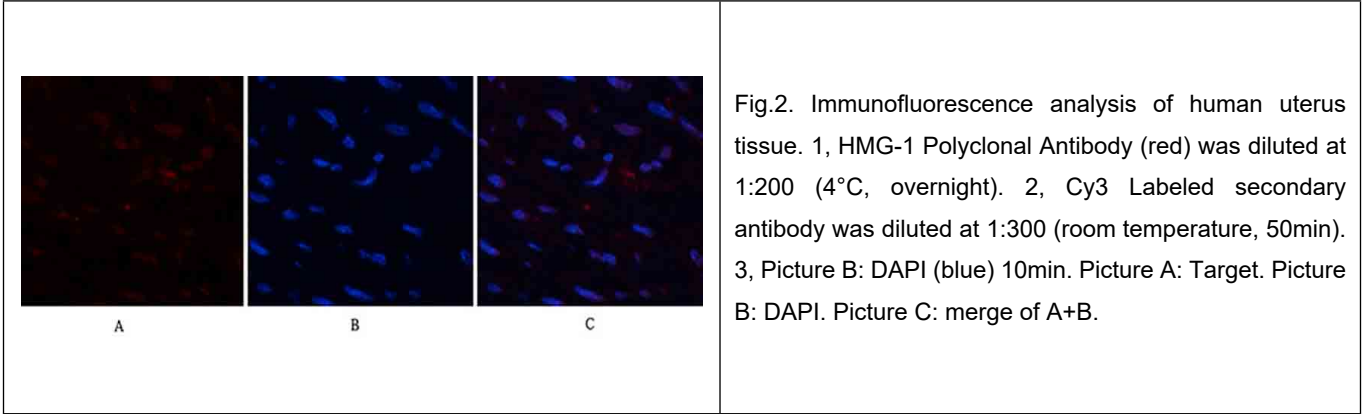 A
B
C
Fig.2. Immunofluorescence analysis of human uterus
tissue. 1, HMG-1 Polyclonal Antibody (red) was diluted at
1:200 (4°C, overnight). 2, Cy3 Labeled secondary
antibody was diluted at 1:300 (room temperature, 50min).
3, Picture B: DAPI (blue) 10min. Picture A: Target. Picture
B: DAPI. Picture C: merge of A+B.